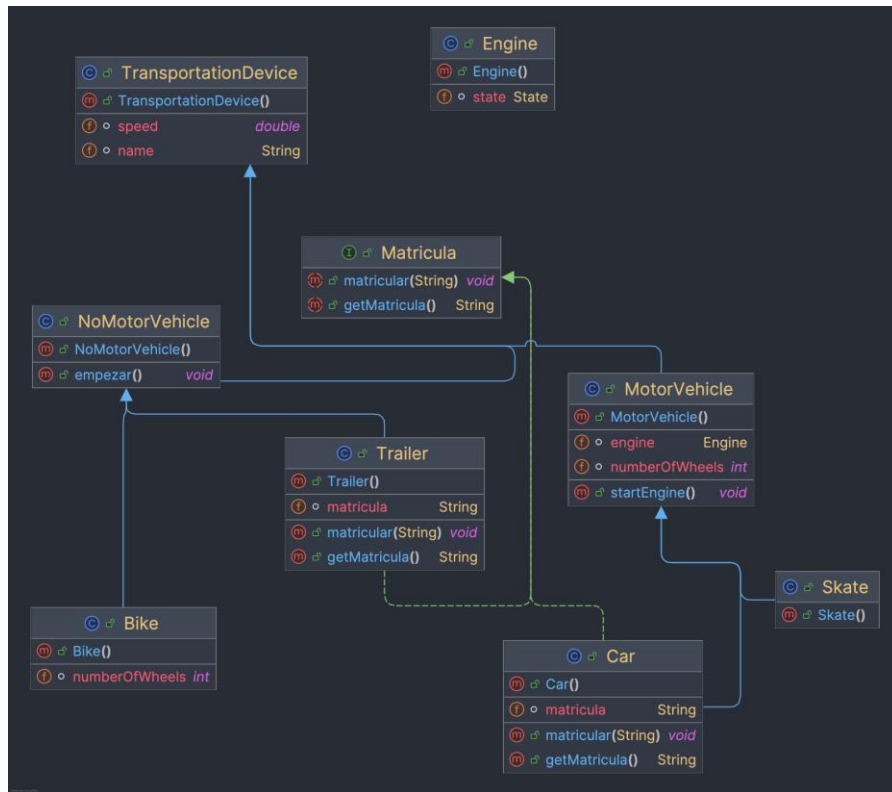 Engine
Engine()
state State
TransportationDevice
TransportationDevice()
speed double
name String
Matricula
matricular(String) void
getMatricula() String
NoMotorVehicle
NoMotorVehicle()
empezar() void
MotorVehicle
MotorVehicle()
engine Engine
numberOfWheels int
startEngine() void
Trailer
Trailer()
matricula String
matricular(String) void
getMatricula() String
Skate
Skate()
Bike
Bike()
numberOfWheels int
Car
Car()
matricula String
matricular(String) void
getMatricula() String